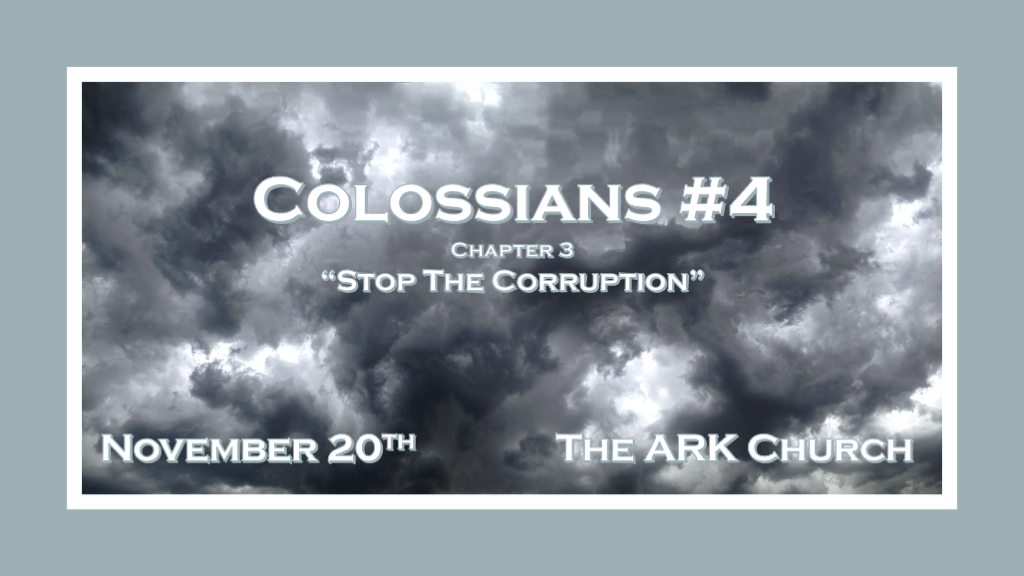 Colossians #4
Chapter 3
“Stop The Corruption”
November 20th
The ARK Church